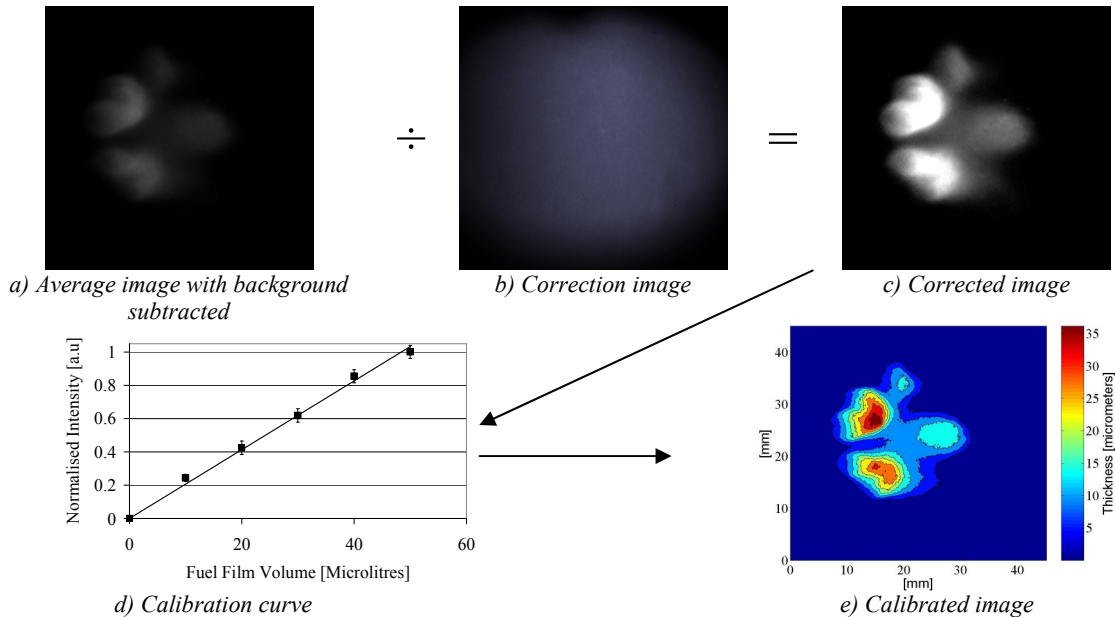 ÷
=
a) Average image with background
subtracted
b) Correction image
c) Corrected image
Normalised Intensity [a.u]
1
0.8
0.6
0.4
0.2
0
0
20
40
60
Fuel Film Volume [Microlitres]
d) Calibration curve
[mm]
40
30
20
10
0
0
10
20
30
40
[mm]
35
30
25
20
15
10
5
Thickness [micrometers]
e) Calibrated image